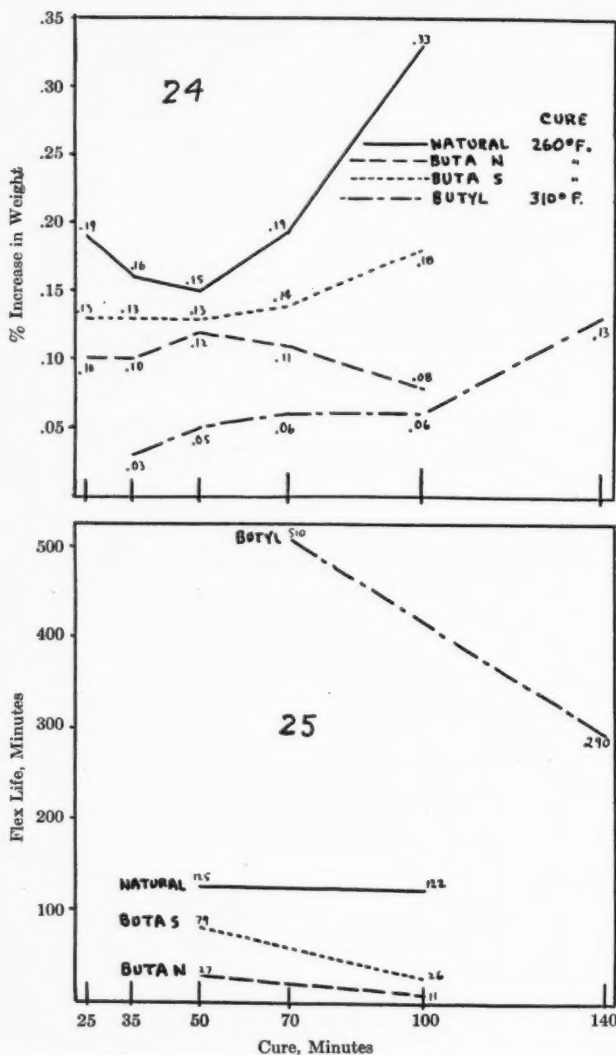 .35
.30
.25
.20
.15
.10
.05
% Increase in Weight
24
CURE
NATURAL 260°F.
BUTA N "
BUTA S "
BUTYL 310°F.
.19 .16 .15 .19 .33
.13 .13 .13 .14 .18
.10 .10 .12 .11 .08
.03 .05 .06 .06 .13
500
400
300
200
100
Flex Life, Minutes
25
BUTYL 510
.290
NATURAL 125 122
BUTA S 79 26
BUTA N 27 11
25 35 50 70 100 140
Cure, Minutes